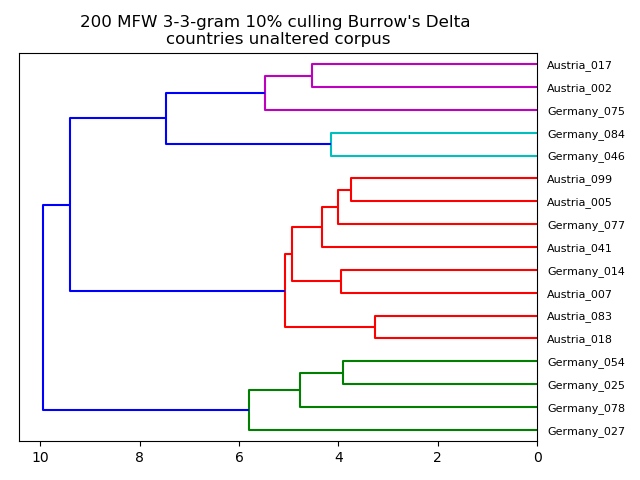 200 MFW 3-3-gram 10% culling Burrow's Delta
countries unaltered corpus
Austria_017
Austria_002
Germany_075
Germany_084
Germany_046
Austria_099
Austria_005
Germany_077
Austria_041
Germany_014
Austria_007
Austria_083
Austria_018
Germany_054
Germany_025
Germany_078
Germany_027
10 8 6 4 2 0